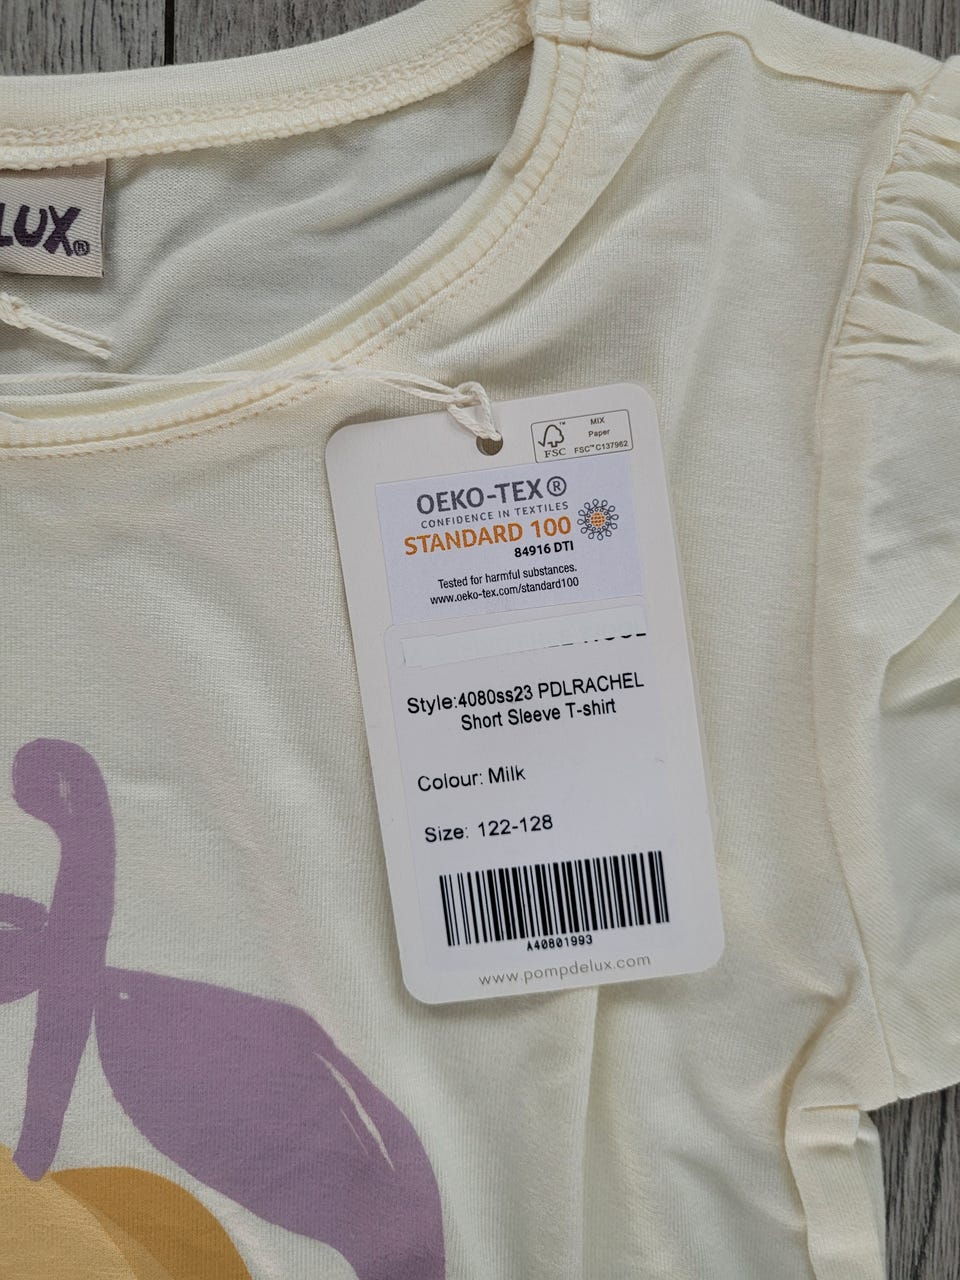 LUX®
MIX
Paper
FSC™ C137982
FSC
OEKO-TEX®
CONFIDENCE IN TEXTILES
STANDARD 100
84916 DTI
Tested for harmful substances.
www.oeko-tex.com/standard100
Style:4080ss23 PDLRACHEL
Short Sleeve T-shirt
Colour: Milk
Size: 122-128
A40801993
www.pompdelux.com